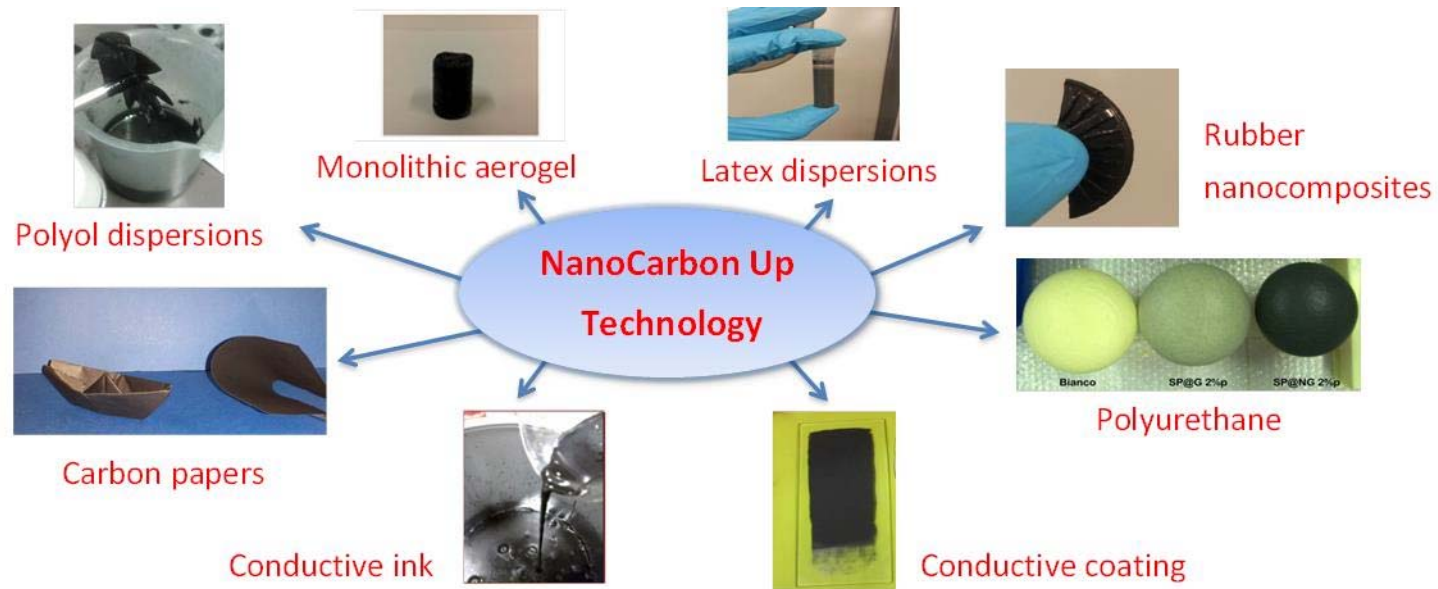 Monolithic aerogel
Latex dispersions
Rubber
nanocomposites
Polyol dispersions
NanoCarbon Up
Technology
Bianco
SP@G 2%p
SP@NG 2%p
Polyurethane
Carbon papers
Conductive ink
Conductive coating